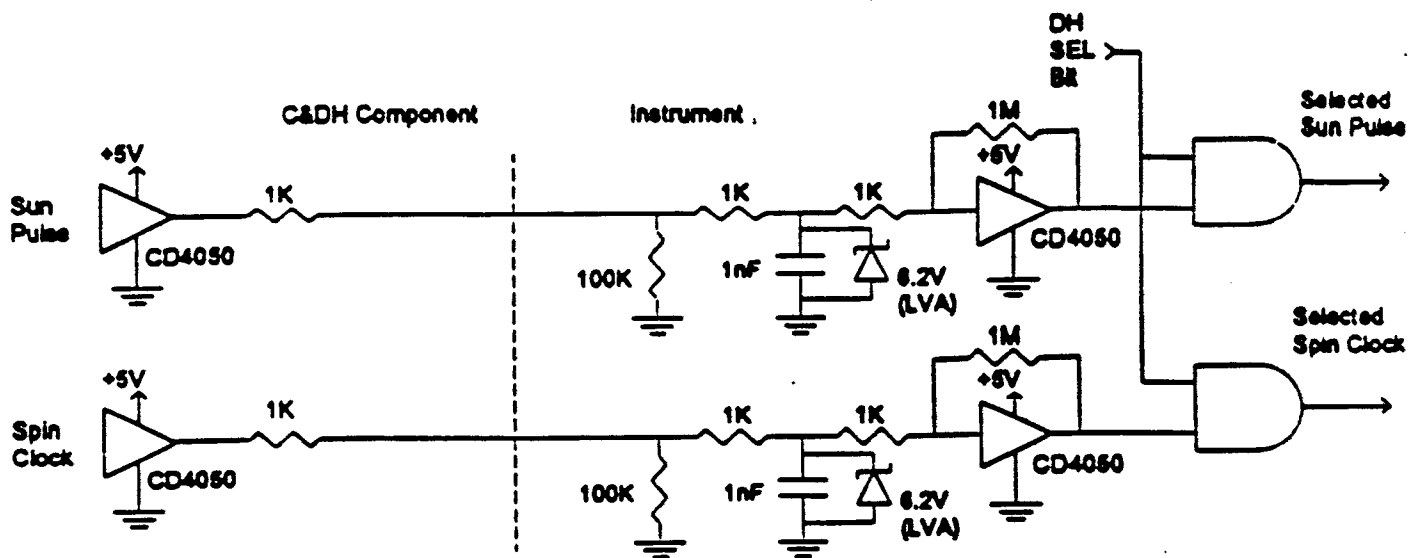 DH
SEL
Bit
C&DH Component
Instrument
Selected
Sun Pulse
+5V
1K
1K
1K
1M
+5V
Sun
Pulse
CD4050
CD4050
100K
1nF
6.2V
(LVA)
Selected
Spin Clock
+5V
1K
1K
1K
1M
+5V
Spin
Clock
CD4050
CD4050
100K
1nF
6.2V
(LVA)